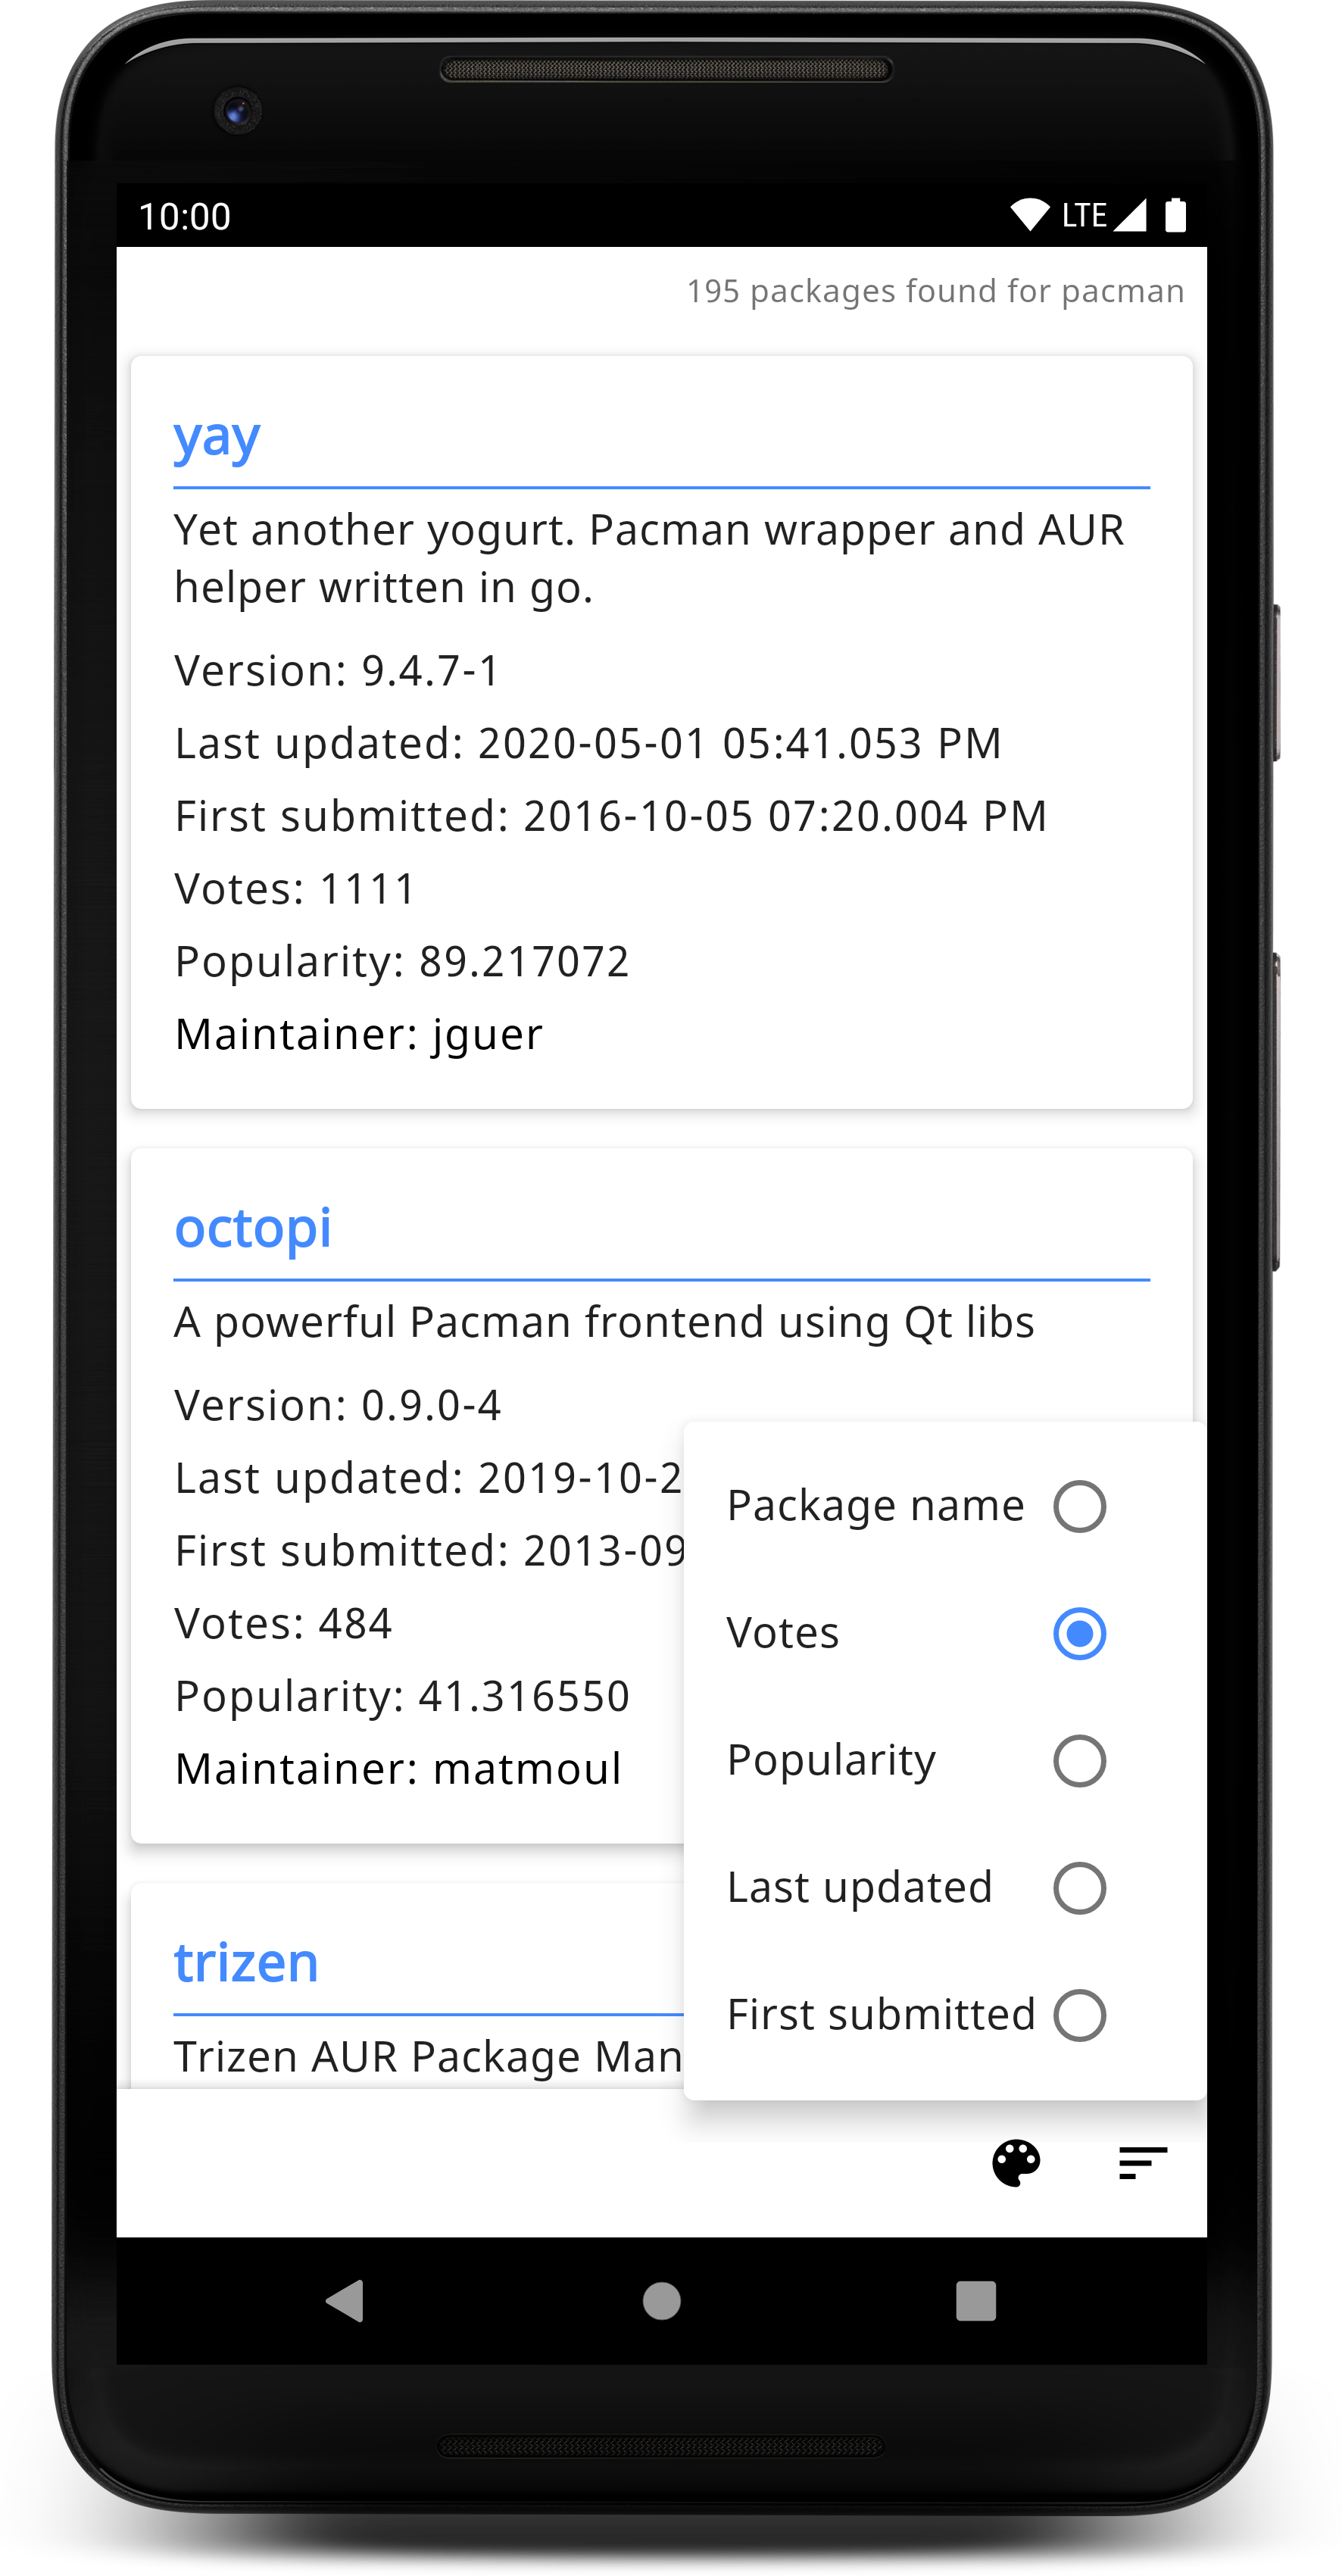 10:00
LTE
195 packages found for pacman
yay
Yet another yogurt. Pacman wrapper and AUR
helper written in go.
Version: 9.4.7-1
Last updated: 2020-05-01 05:41.053 PM
First submitted: 2016-10-05 07:20.004 PM
Votes: 1111
Popularity: 89.217072
Maintainer: jguer
octopi
A powerful Pacman frontend using Qt libs
Version: 0.9.0-4
Last updated: 2019-10-2
First submitted: 2013-09
Votes: 484
Popularity: 41.316550
Maintainer: matmoul
trizen
Trizen AUR Package Man
Package name
Votes
Popularity
Last updated
First submitted